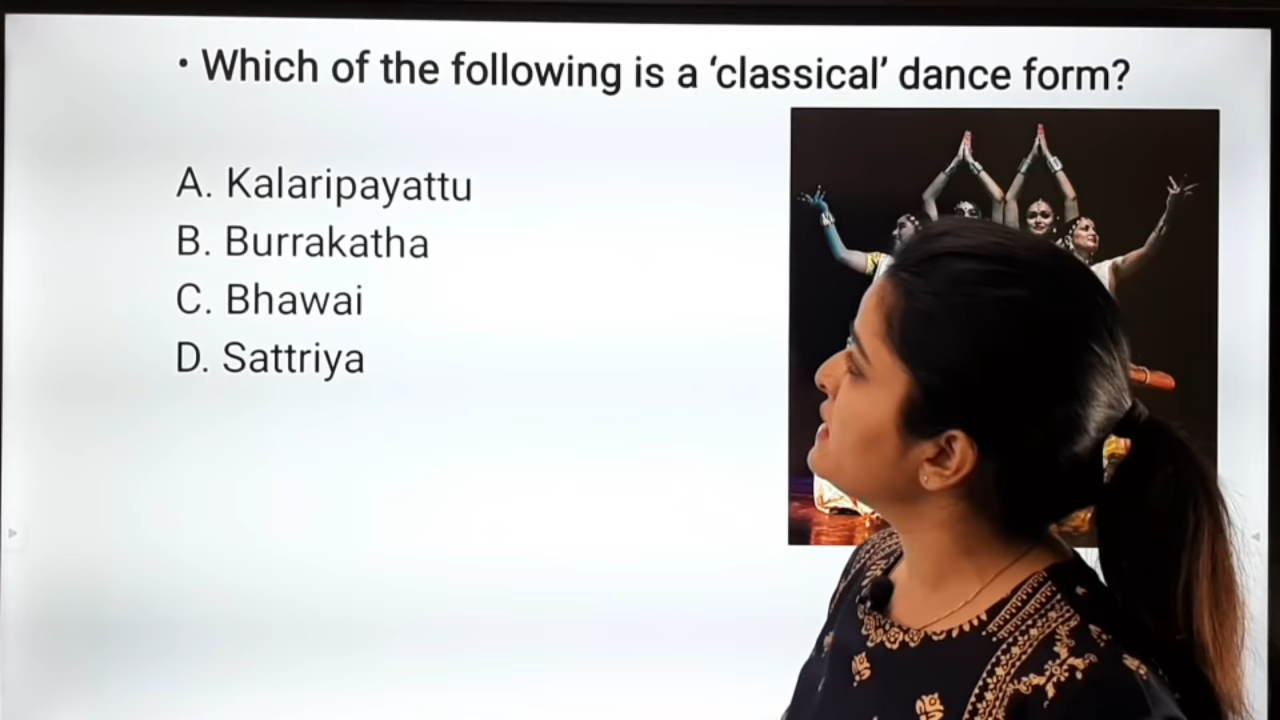 • Which of the following is a ‘classical’ dance form?
A. Kalaripayattu
B. Burrakatha
C. Bhawai
D. Sattriya